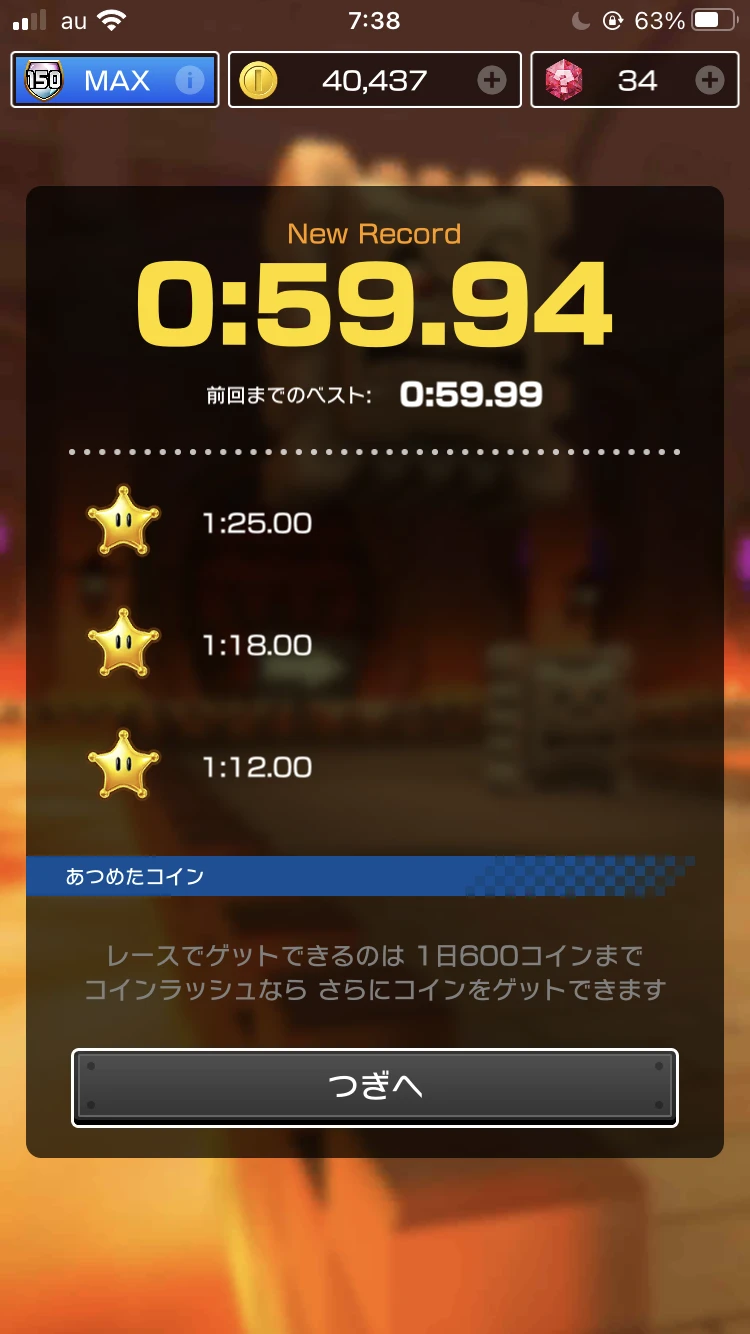 au 7:38 63%
150 MAX i 40,437 + 34 +
New Record
0:59.94
前回までのベスト: 0:59.99
1:25.00
1:18.00
1:12.00
あつめたコイン
レースでゲットできるのは 1日600コインまで
コインラッシュなら さらにコインをゲットできます
つぎへ